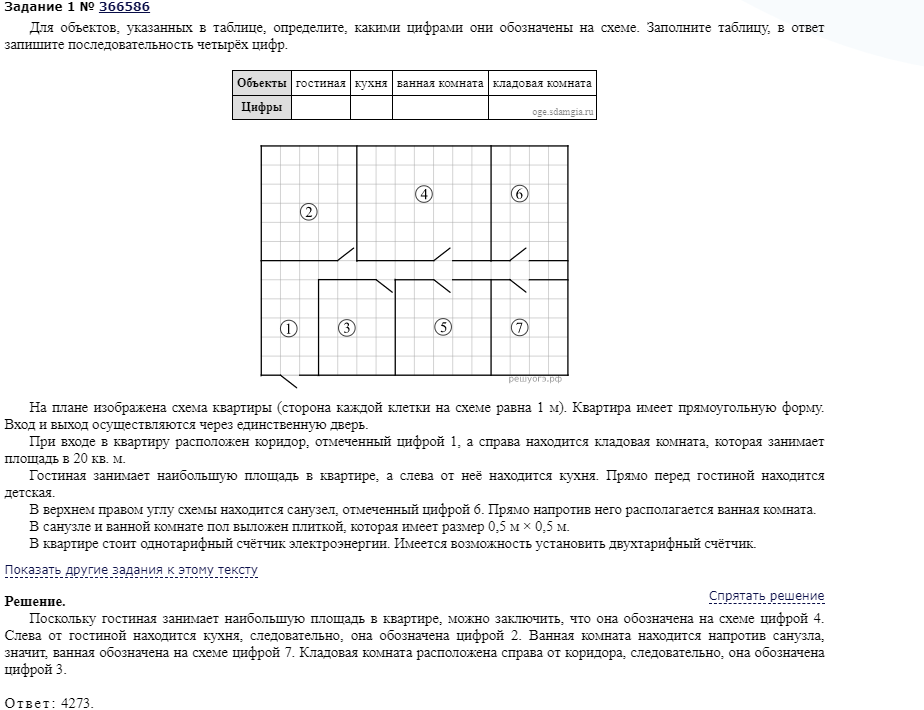 Задание 1 № 366586
Для объектов, указанных в таблице, определите, какими цифрами они обозначены на схеме. Заполните таблицу, в ответ
запишите последовательность четырёх цифр.
Объекты гостиная кухня ванная комната кладовая комната
Цифры
oge.sdamgia.ru
4 6
2
1 3 5 7
решуогэ.рф
На плане изображена схема квартиры (сторона каждой клетки на схеме равна 1 м). Квартира имеет прямоугольную форму.
Вход и выход осуществляются через единственную дверь.
При входе в квартиру расположен коридор, отмеченный цифрой 1, а справа находится кладовая комната, которая занимает
площадь в 20 кв. м.
Гостиная занимает наибольшую площадь в квартире, а слева от неё находится кухня. Прямо перед гостиной находится
детская.
В верхнем правом углу схемы находится санузел, отмеченный цифрой 6. Прямо напротив него располагается ванная комната.
В санузле и ванной комнате пол выложен плиткой, которая имеет размер 0,5 м × 0,5 м.
В квартире стоит однотарифный счётчик электроэнергии. Имеется возможность установить двухтарифный счётчик.
Показать другие задания к этому тексту
Спрятать решение
Решение.
Поскольку гостиная занимает наибольшую площадь в квартире, можно заключить, что она обозначена на схеме цифрой 4.
Слева от гостиной находится кухня, следовательно, она обозначена цифрой 2. Ванная комната находится напротив санузла,
значит, ванная обозначена на схеме цифрой 7. Кладовая комната расположена справа от коридора, следовательно, она обозначена
цифрой 3.
Ответ: 4273.